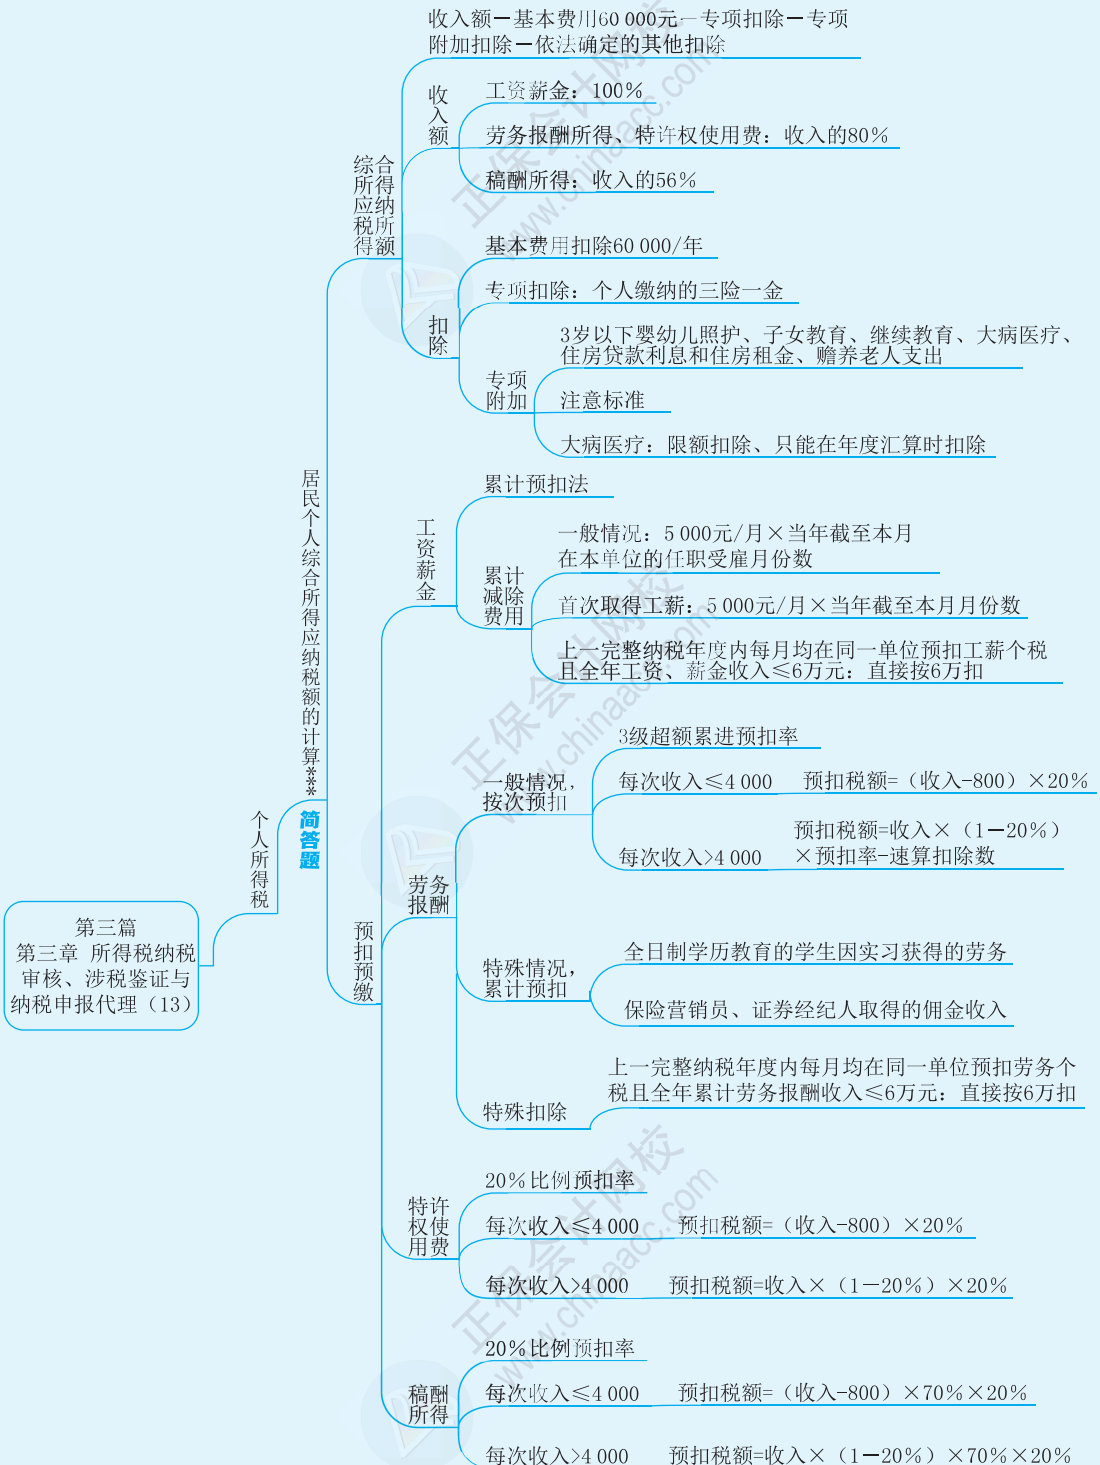 收入额－基本费用60 000元－专项扣除－专项
附加扣除－依法确定的其他扣除
收入额
工资薪金：100%
劳务报酬所得、特许权使用费：收入的80%
稿酬所得：收入的56%
综合
所得
应纳
税所
得额
基本费用扣除60 000/年
专项扣除：个人缴纳的三险一金
扣除
3岁以下婴幼儿照护、子女教育、继续教育、大病医疗、
住房贷款利息和住房租金、赡养老人支出
专项
附加
注意标准
大病医疗：限额扣除、只能在年度汇算时扣除
居民个人综合所得应纳税额的计算***
简答题
累计预扣法
工资薪金
一般情况：5 000元/月×当年截至本月
在本单位的任职受雇月份数
累计
减除
费用
首次取得工薪：5 000元/月×当年截至本月月份数
上一完整纳税年度内每月均在同一单位预扣工薪个税
且全年工资、薪金收入≤6万元：直接按6万扣
3级超额累进预扣率
一般情况，
按次预扣
每次收入≤4 000 预扣税额=（收入-800）×20%
预扣税额=收入×（1－20%）
每次收入>4 000 ×预扣率-速算扣除数
个人所得税
劳务
报酬
第三篇
第三章 所得税纳税
审核、涉税鉴证与
纳税申报代理（13）
预扣预缴
特殊情况，
累计预扣
全日制学历教育的学生因实习获得的劳务
保险营销员、证券经纪人取得的佣金收入
特殊扣除
上一完整纳税年度内每月均在同一单位预扣劳务个
税且全年累计劳务报酬收入≤6万元：直接按6万扣
特许
权使
用费
20%比例预扣率
每次收入≤4 000 预扣税额=（收入-800）×20%
每次收入>4 000 预扣税额=收入×（1－20%）×20%
稿酬
所得
20%比例预扣率
每次收入≤4 000 预扣税额=（收入-800）×70%×20%
每次收入>4 000 预扣税额=收入×（1－20%）×70%×20%
正保会计网校
www.chinaacc.com
正保会计网校
www.chinaacc.com
正保会计网校
www.chinaacc.com